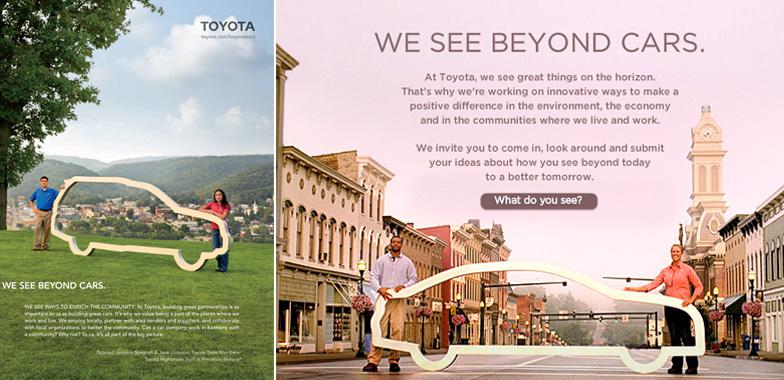 TOYOTA
toyota.com/beyondcars
WE SEE BEYOND CARS.
WE SEE WAYS TO ENRICH THE COMMUNITY. At Toyota, building great partnerships is as
important to us as building great cars. It's why we value being a part of the places where we
work and live. We employ locally, partner with area vendors and suppliers, and collaborate
with local organizations to better the community. Can a car company work in harmony with
a community? Why not? To us, it's all part of the big picture.
Toyota Highlander, built in Princeton, Indiana*
WE SEE BEYOND CARS.
At Toyota, we see great things on the horizon.
That's why we're working on innovative ways to make a
positive difference in the environment, the economy
and in the communities where we live and work.
We invite you to come in, look around and submit
your ideas about how you see beyond today
to a better tomorrow.
What do you see?